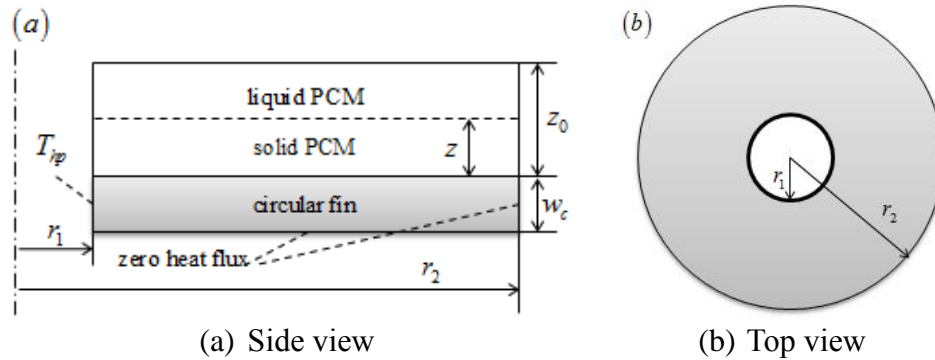 (a)
(b)
liquid PCM
solid PCM
z
z₀
T_hp
circular fin
w_c
r₁
zero heat flux
r₂
r₁
r₂
(a) Side view
(b) Top view